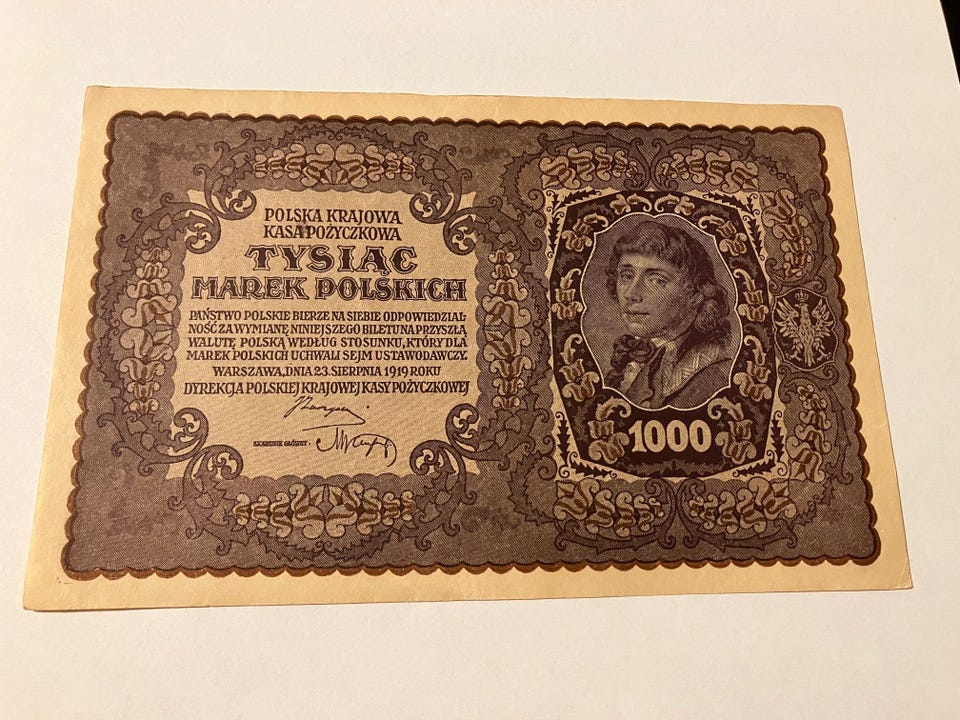 POLSKA KRAJOWA
KASA POŻYCZKOWA
TYSIĄC
MAREK POLSKICH
PAŃSTWO POLSKIE BIERZE NA SIEBIE ODPOWIEDZIAL
NOŚĆ ZA WYMIANĘ NINIEJSZEGO BILETU NA PRZYSZŁĄ
WALUTĘ POLSKĄ WEDŁUG STOSUNKU, KTÓRY DLA
MAREK POLSKICH UCHWALI SEJM USTAWODAWCZY.
WARSZAWA, DNIA 23. SIERPNIA 1919 ROKU
DYREKCJA POLSKIEJ KRAJOWEJ KASY POŻYCZKOWEJ
SKARBNIK GŁÓWNY
1000